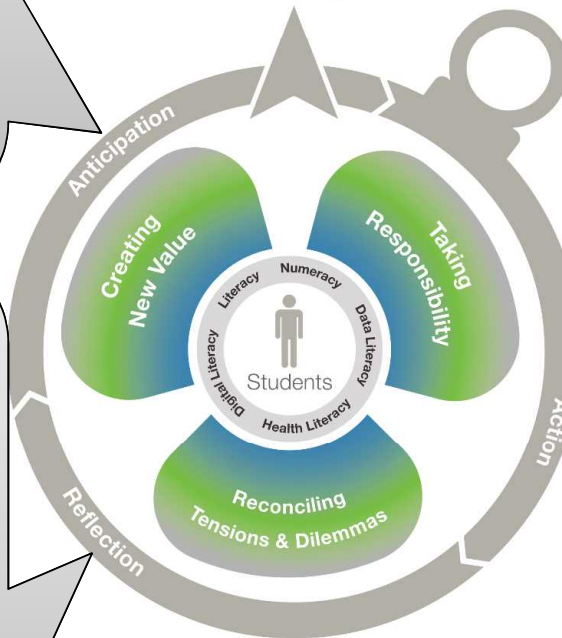 Anticipation
Creating
New Value
Taking
Responsibility
Literacy
Numeracy
Data Literacy
Health Literacy
Digital Literacy
Students
Reconciling
Tensions & Dilemmas
Action
Reflection